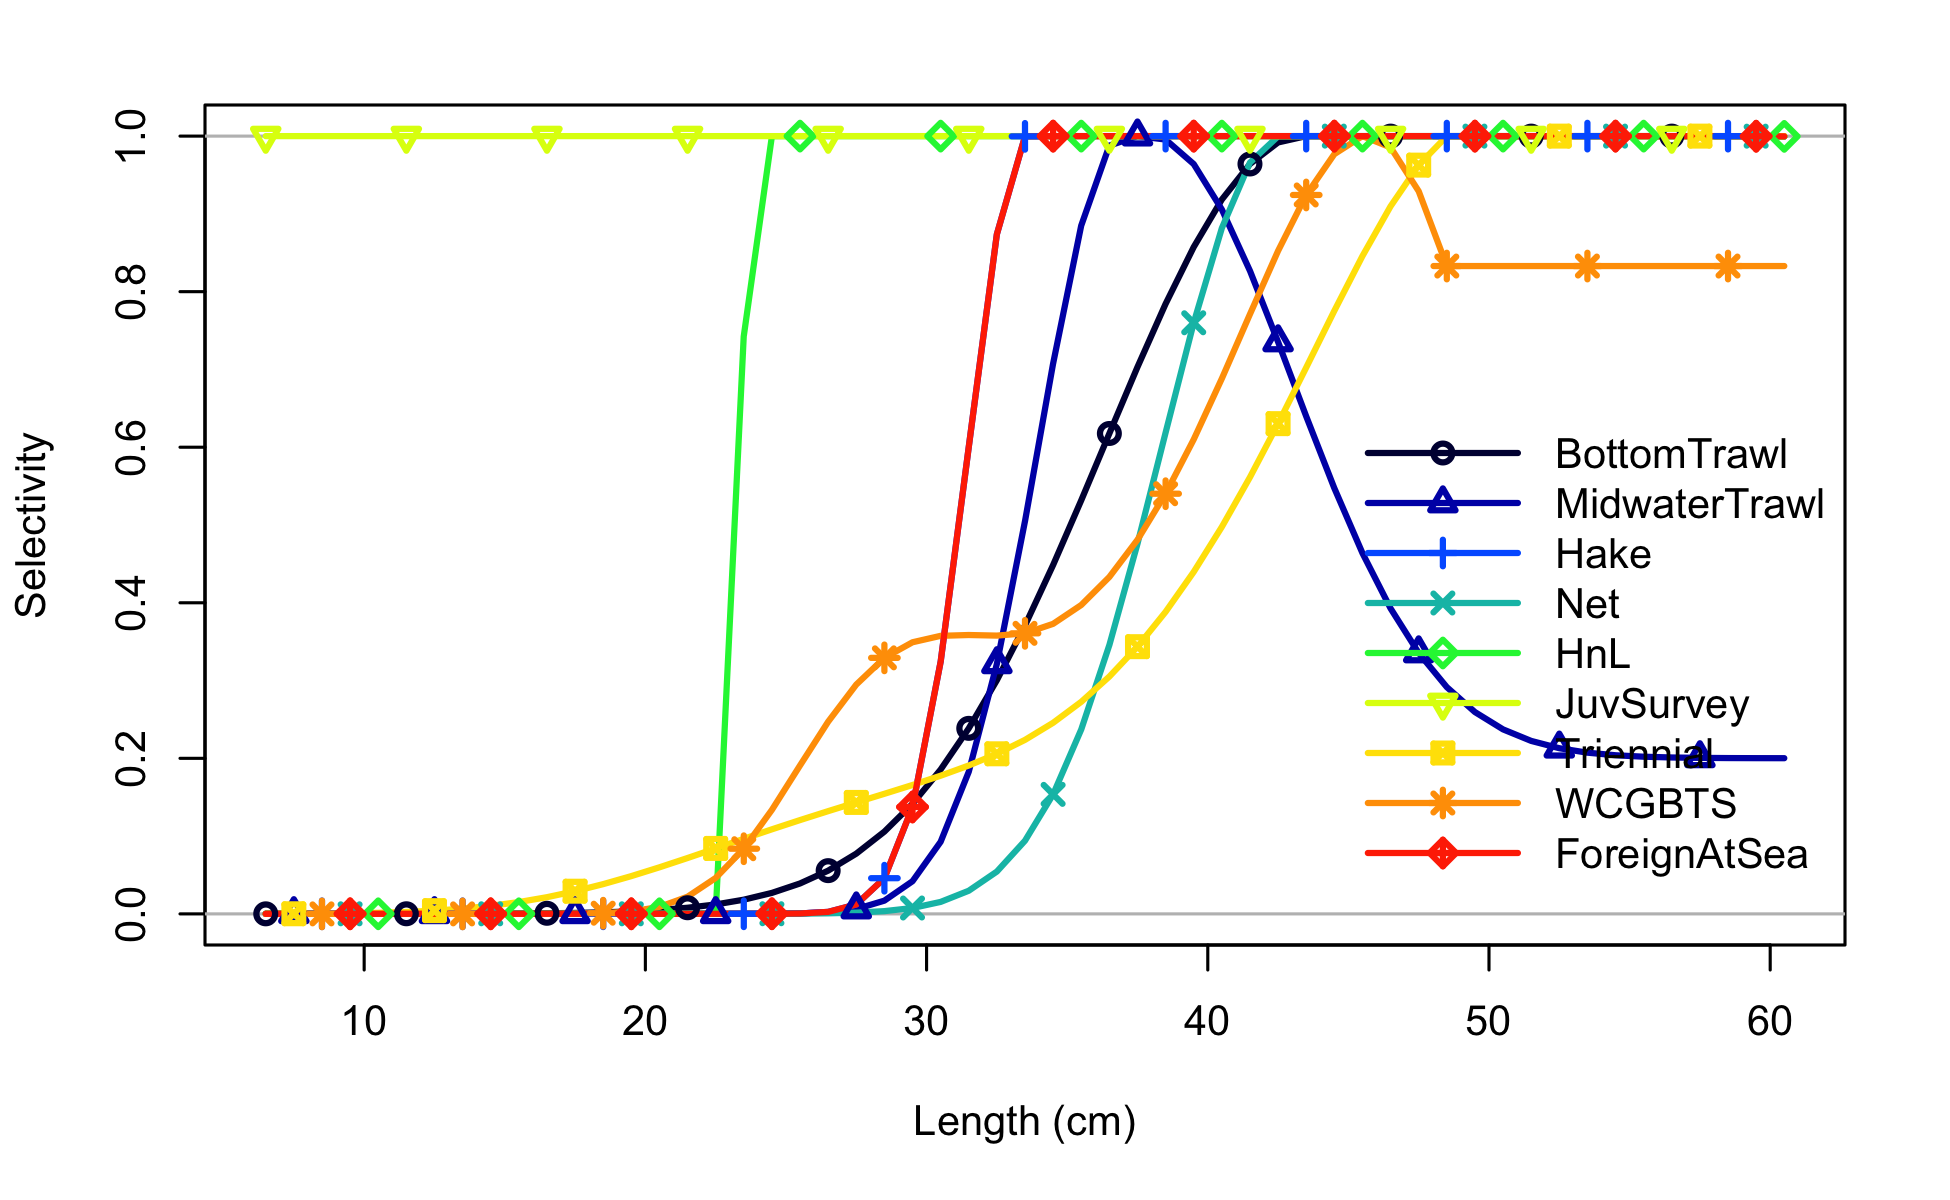 1.0
0.8
0.6
0.4
0.2
0.0
Selectivity
BottomTrawl
MidwaterTrawl
Hake
Net
HnL
JuvSurvey
Triennial
WCGBTS
ForeignAtSea
10 20 30 40 50 60
Length (cm)